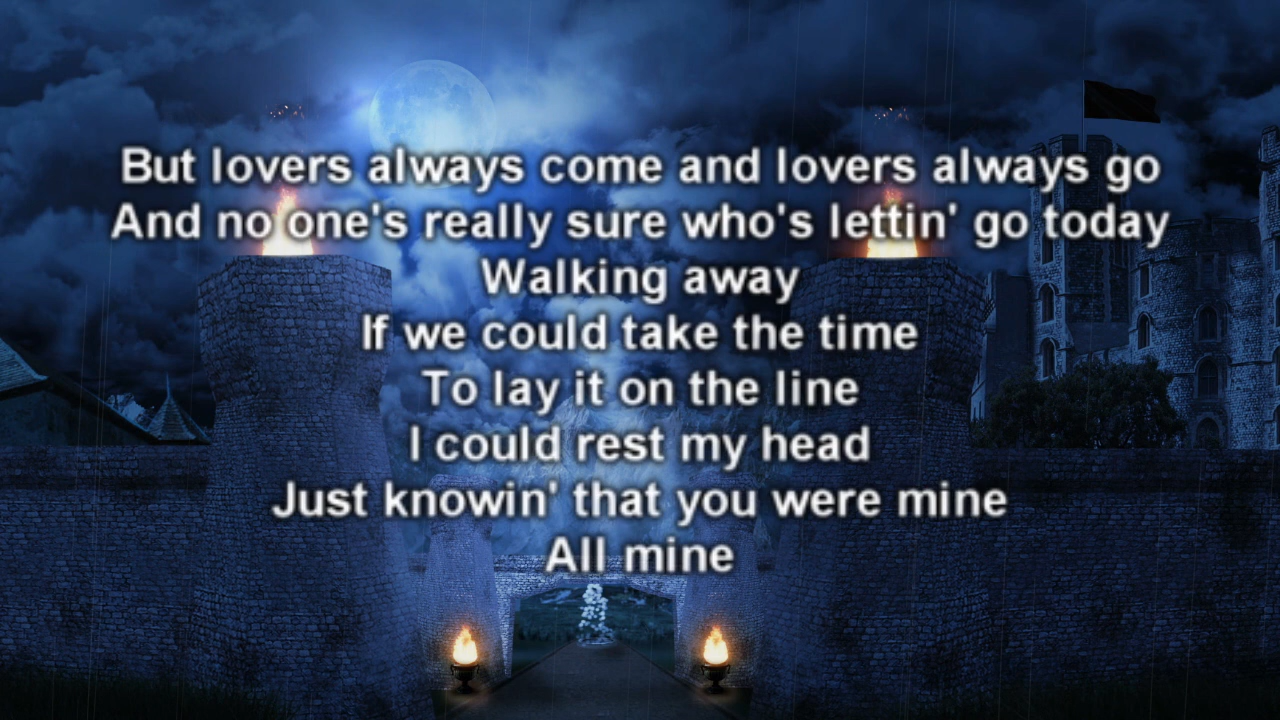 But lovers always come and lovers always go
And no one's really sure who's lettin' go today
Walking away
If we could take the time
To lay it on the line
I could rest my head
Just knowin' that you were mine
All mine